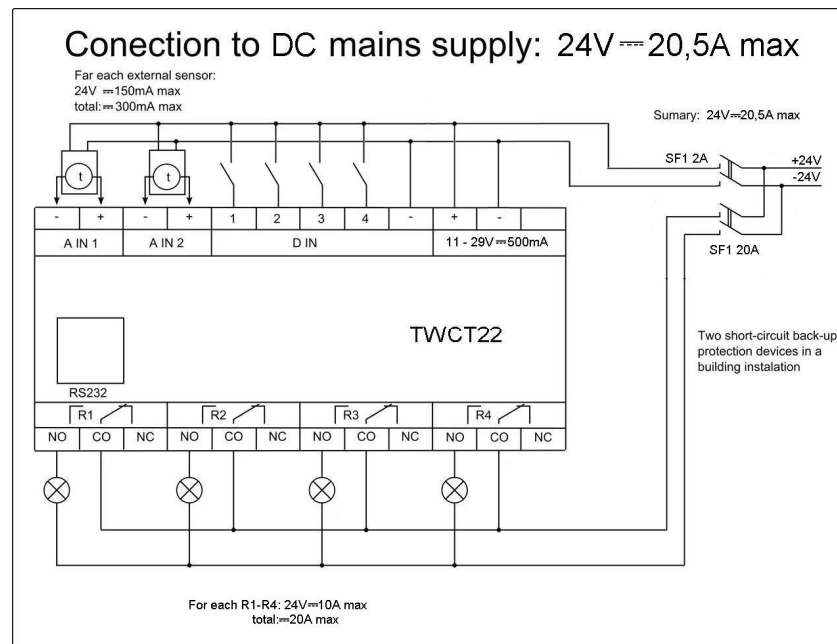 Conection to DC mains supply: 24V⎓20,5A max
Far each external sensor:
24V ⎓150mA max
total:⎓300mA max
Sumary: 24V⎓20,5A max
SF1 2A
+24V
-24V
t
t
- + - + 1 2 3 4 - + -
A IN 1 A IN 2 D IN 11 - 29V⎓500mA
SF1 20A
TWCT22
Two short-circuit back-up
protection devices in a
building instalation
RS232
R1 R2 R3 R4
NO CO NC NO CO NC NO CO NC NO CO NC
For each R1-R4: 24V⎓10A max
total:⎓20A max